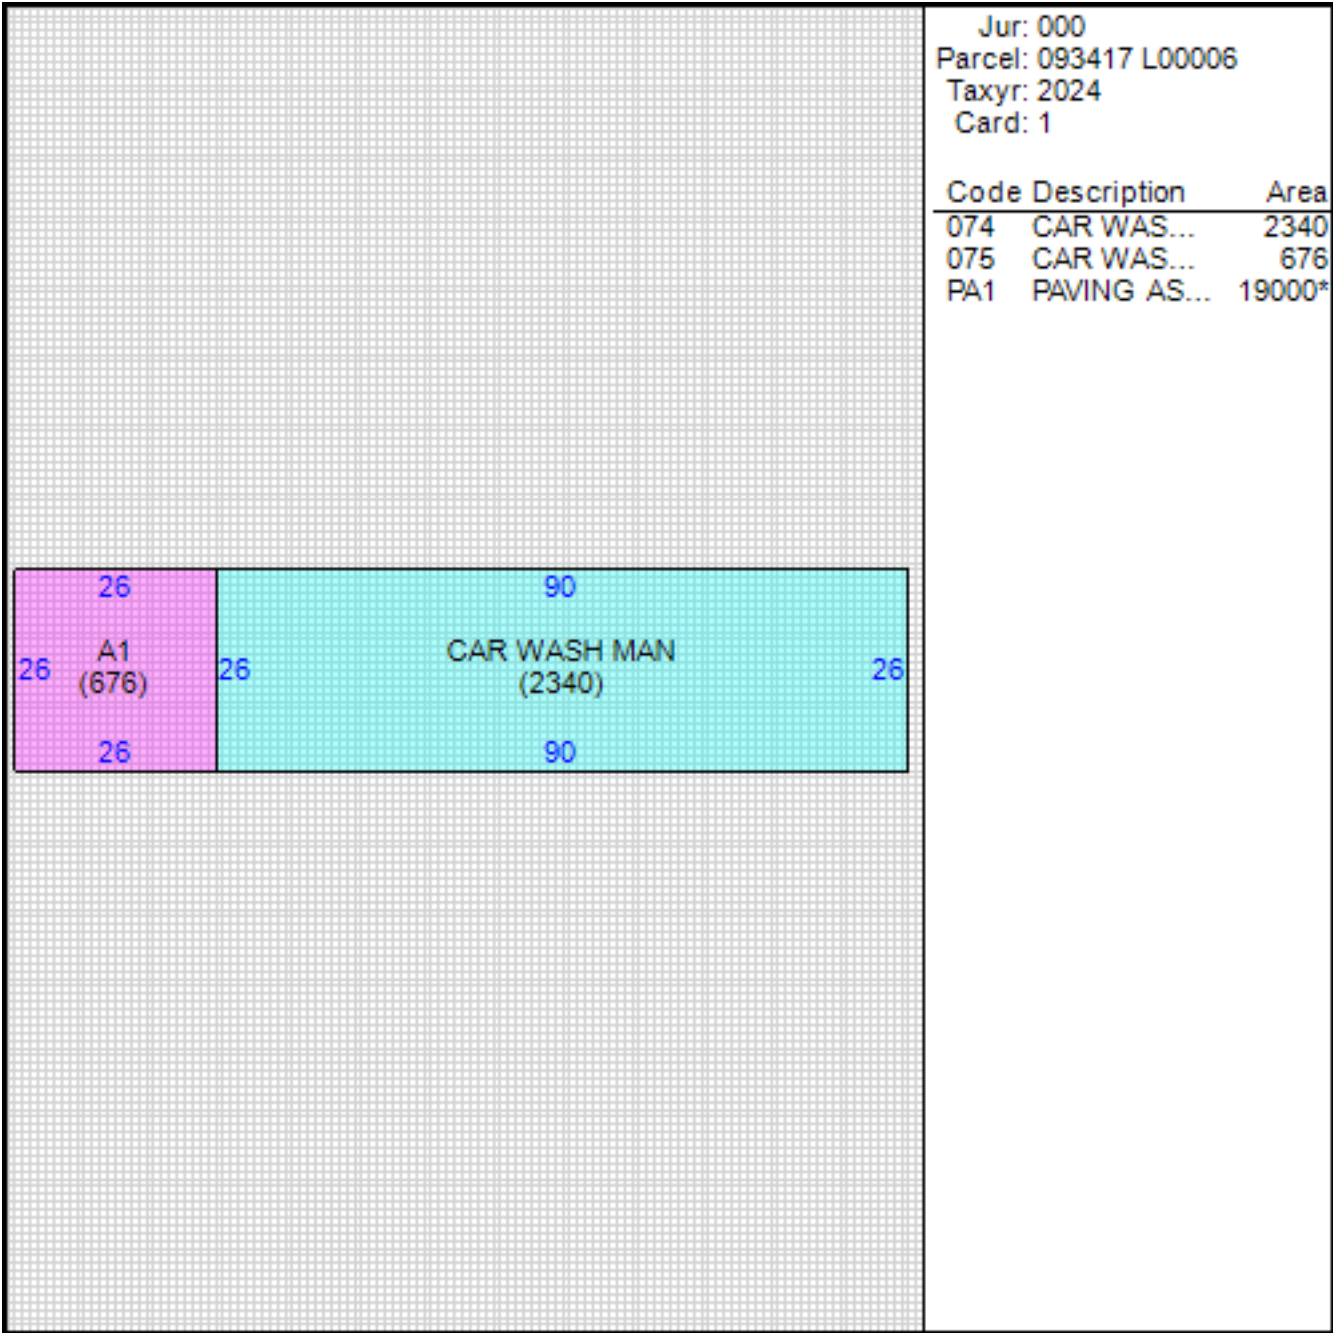 Jur: 000
Parcel: 093417 L00006
Taxyr: 2024
Card: 1
Code Description Area
074 CAR WAS... 2340
075 CAR WAS... 676
PA1 PAVING AS... 19000*
26 90
A1 CAR WASH MAN
26 26 26
(676) (2340)
26 90